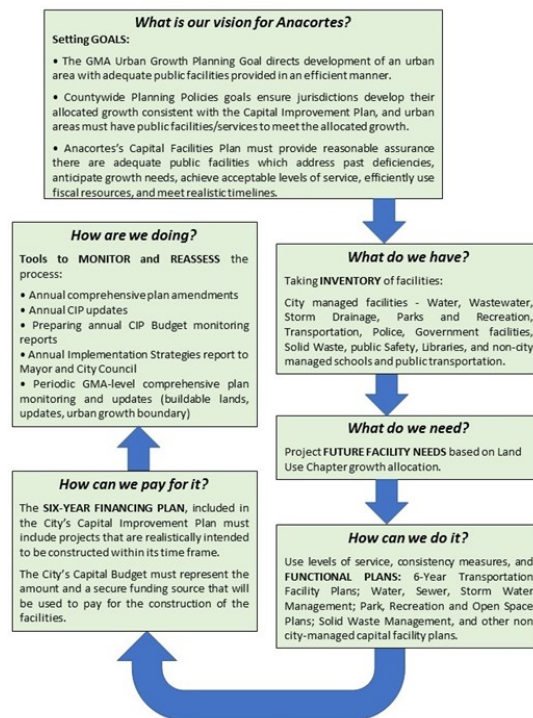 What is our vision for Anacortes?
Setting GOALS:
• The GMA Urban Growth Planning Goal directs development of an urban
area with adequate public facilities provided in an efficient manner.
• Countywide Planning Policies goals ensure jurisdictions develop their
allocated growth consistent with the Capital Improvement Plan, and urban
areas must have public facilities/services to meet the allocated growth.
• Anacortes's Capital Facilities Plan must provide reasonable assurance
there are adequate public facilities which address past deficiencies,
anticipate growth needs, achieve acceptable levels of service, efficiently use
fiscal resources, and meet realistic timelines.
What do we have?
Taking INVENTORY of facilities:
City managed facilities - Water, Wastewater,
Storm Drainage, Parks and Recreation,
Transportation, Police, Government facilities,
Solid Waste, public Safety, Libraries, and non-city
managed schools and public transportation.
What do we need?
Project FUTURE FACILITY NEEDS based on Land
Use Chapter growth allocation.
How can we do it?
Use levels of service, consistency measures, and
FUNCTIONAL PLANS: 6-Year Transportation
Facility Plans; Water, Sewer, Storm Water
Management; Park, Recreation and Open Space
Plans; Solid Waste Management, and other non
city-managed capital facility plans.
How can we pay for it?
The SIX-YEAR FINANCING PLAN, included in
the City's Capital Improvement Plan must
include projects that are realistically intended
to be constructed within its time frame.
The City's Capital Budget must represent the
amount and a secure funding source that will
be used to pay for the construction of the
facilities.
How are we doing?
Tools to MONITOR and REASSESS the
process:
• Annual comprehensive plan amendments
• Annual CIP updates
• Preparing annual CIP Budget monitoring
reports
• Annual Implementation Strategies report to
Mayor and City Council
• Periodic GMA-level comprehensive plan
monitoring and updates (buildable lands,
updates, urban growth boundary)